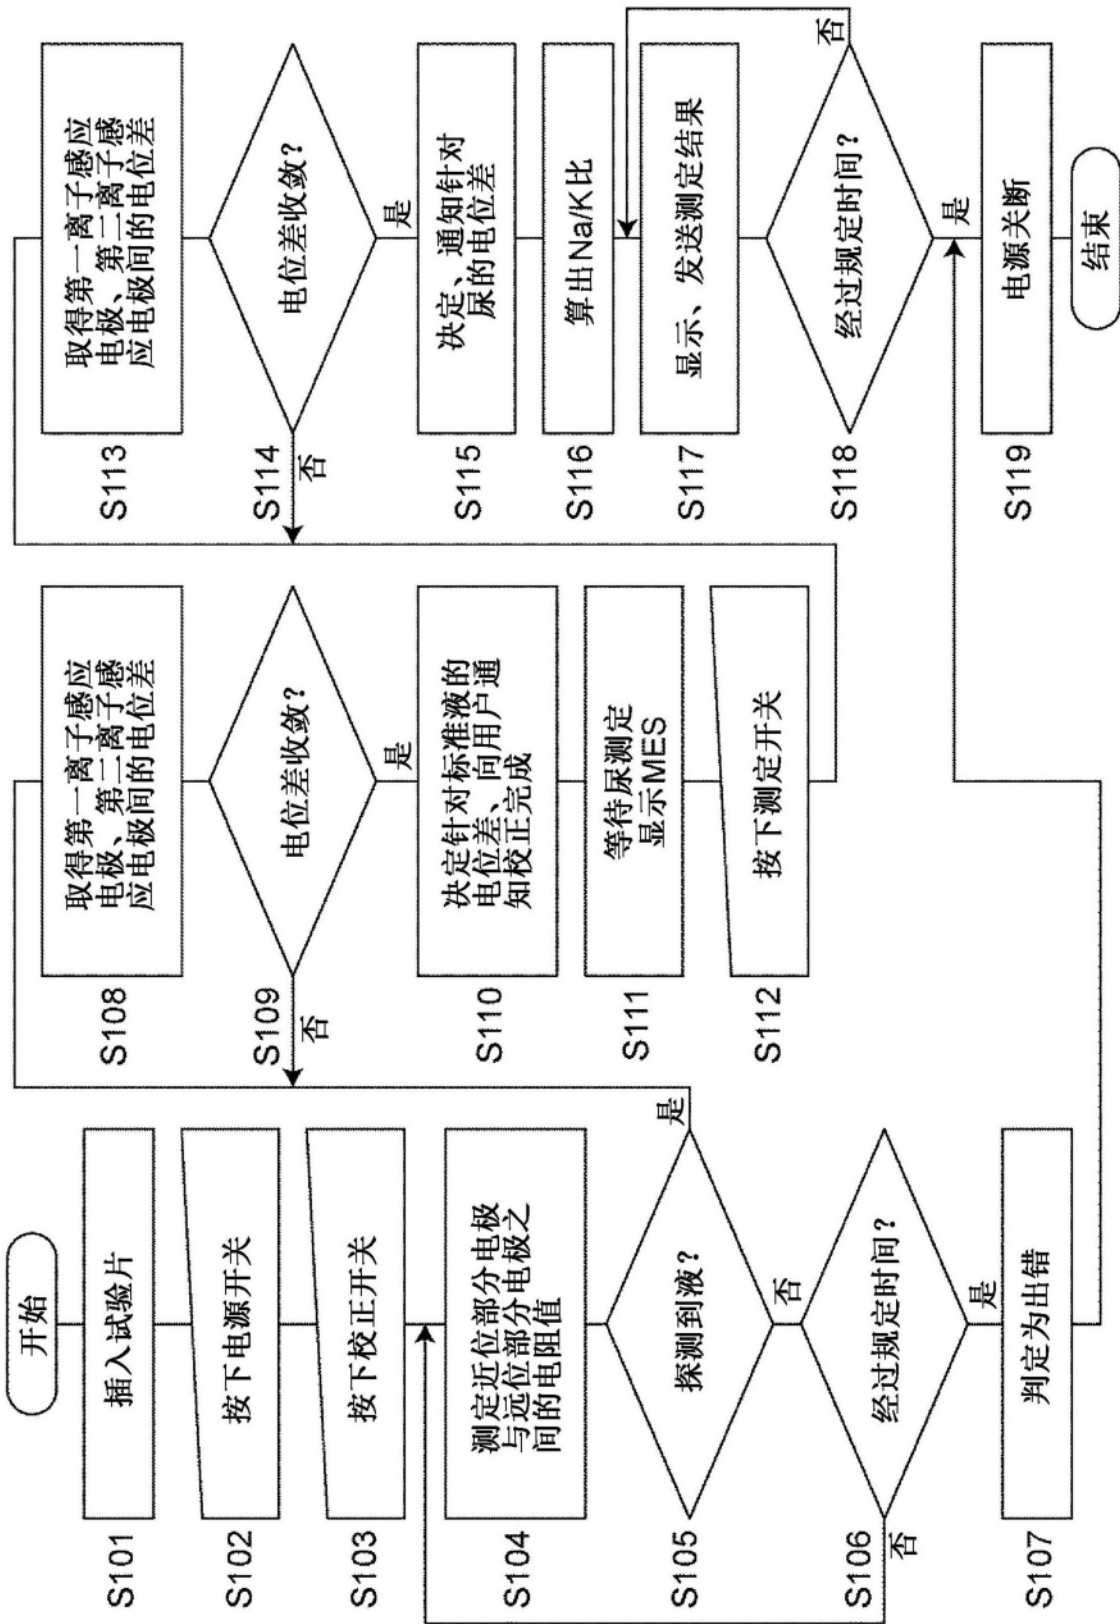 开始
S101
插入试验片
S102
按下电源开关
S103
按下校正开关
S104
测定近位部分电极
与远位部分电极之
间的电阻值
S105
探测到液？
是
否
S106
经过规定时间？
否
是
S107
判定为出错
S108
取得第一离子感应
电极、第二离子感
应电极间的电位差
S109
电位差收敛？
否
是
S110
决定针对标准液的
电位差、向用户通
知校正完成
S111
等待尿测定
显示MES
S112
按下测定开关
S113
取得第一离子感应
电极、第二离子感
应电极间的电位差
S114
电位差收敛？
否
是
S115
决定、通知针对
尿的电位差
S116
算出Na/K比
S117
显示、发送测定结果
S118
经过规定时间？
否
是
S119
电源关断
结束